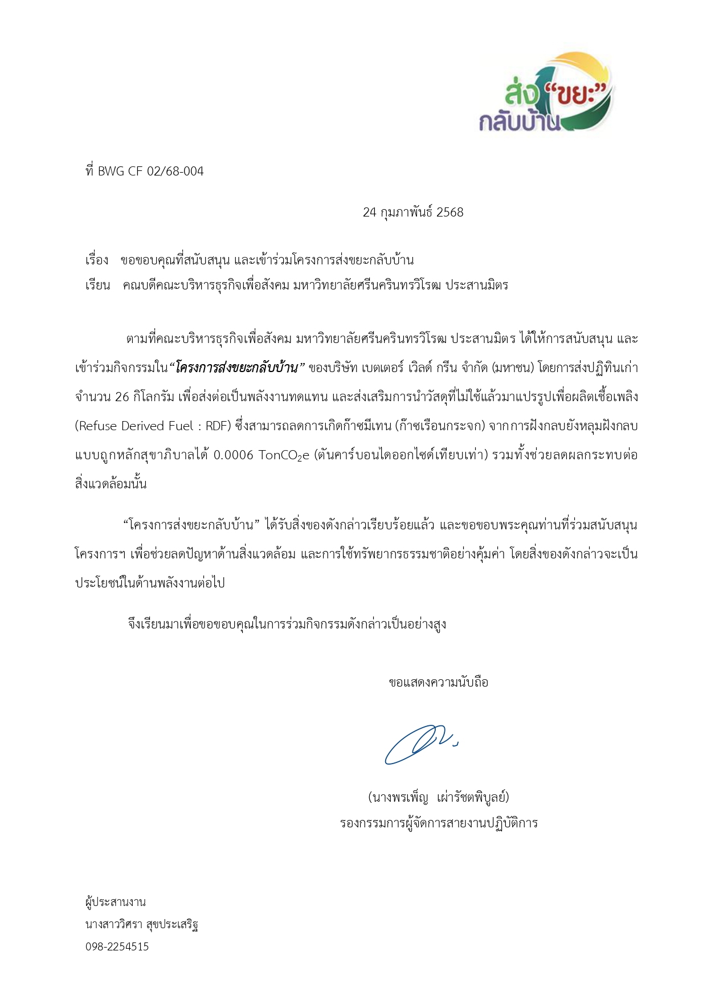 ส่ง “ขยะ”
กลับบ้าน
ที่ BWG CF 02/68-004
24 กุมภาพันธ์ 2568
เรื่อง ขอขอบคุณที่สนับสนุน และเข้าร่วมโครงการส่งขยะกลับบ้าน
เรียน คณบดีคณะบริหารธุรกิจเพื่อสังคม มหาวิทยาลัยศรีนครินทรวิโรฒ ประสานมิตร
ตามที่คณะบริหารธุรกิจเพื่อสังคม มหาวิทยาลัยศรีนครินทรวิโรฒ ประสานมิตร ได้ให้การสนับสนุน และ
เข้าร่วมกิจกรรมใน“โครงการส่งขยะกลับบ้าน” ของบริษัท เบตเตอร์ เวิลด์ กรีน จำกัด (มหาชน) โดยการส่งปฏิทินเก่า
จำนวน 26 กิโลกรัม เพื่อส่งต่อเป็นพลังงานทดแทน และส่งเสริมการนำวัสดุที่ไม่ใช้แล้วมาแปรรูปเพื่อผลิตเชื้อเพลิง
(Refuse Derived Fuel : RDF) ซึ่งสามารถลดการเกิดก๊าซมีเทน (ก๊าซเรือนกระจก) จากการฝังกลบยังหลุมฝังกลบ
แบบถูกหลักสุขาภิบาลได้ 0.0006 TonCO₂e (ตันคาร์บอนไดออกไซด์เทียบเท่า) รวมทั้งช่วยลดผลกระทบต่อ
สิ่งแวดล้อมนั้น
“โครงการส่งขยะกลับบ้าน” ได้รับสิ่งของดังกล่าวเรียบร้อยแล้ว และขอขอบพระคุณท่านที่ร่วมสนับสนุน
โครงการฯ เพื่อช่วยลดปัญหาด้านสิ่งแวดล้อม และการใช้ทรัพยากรธรรมชาติอย่างคุ้มค่า โดยสิ่งของดังกล่าวจะเป็น
ประโยชน์ในด้านพลังงานต่อไป
จึงเรียนมาเพื่อขอขอบคุณในการร่วมกิจกรรมดังกล่าวเป็นอย่างสูง
ขอแสดงความนับถือ
(นางพรเพ็ญ เผ่ารัชตพิบูลย์)
รองกรรมการผู้จัดการสายงานปฏิบัติการ
ผู้ประสานงาน
นางสาววิศรา สุขประเสริฐ
098-2254515